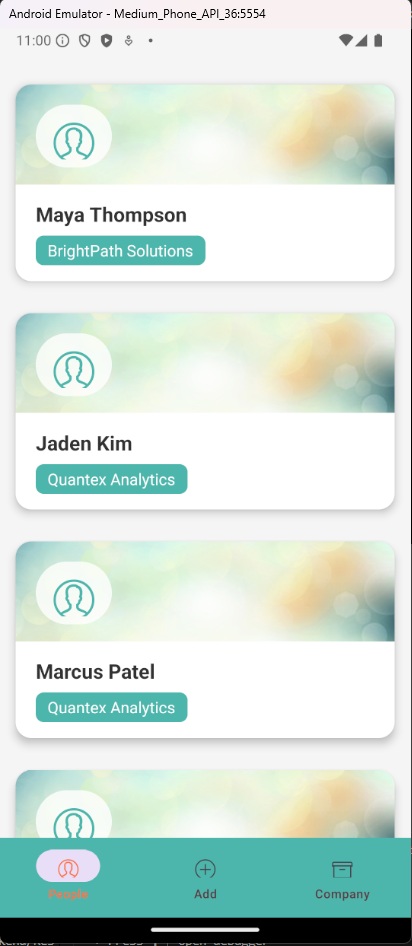 Android Emulator - Medium_Phone_API_36:5554
11:00
Maya Thompson
BrightPath Solutions
Jaden Kim
Quantex Analytics
Marcus Patel
Quantex Analytics
People
Add
Company